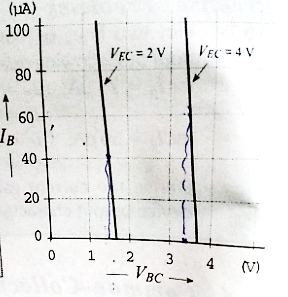 (μA)
100
V_EC = 2 V
V_EC = 4 V
80
60
I_B
40
20
0
0 1 2 3 4 (V)
V_BC